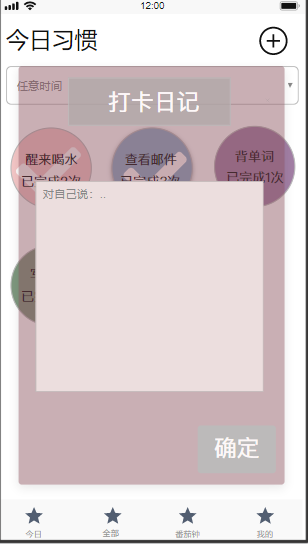 12:00
今日习惯
任意时间
打卡日记
醒来喝水
查看邮件
背单词
已完成1次
对自己说：..
已
确定
今日
全部
番茄钟
我的